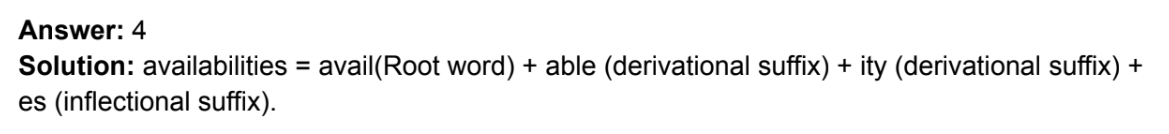 Answer: 4
Solution: availabilities = avail(Root word) + able (derivational suffix) + ity (derivational suffix) +
es (inflectional suffix).